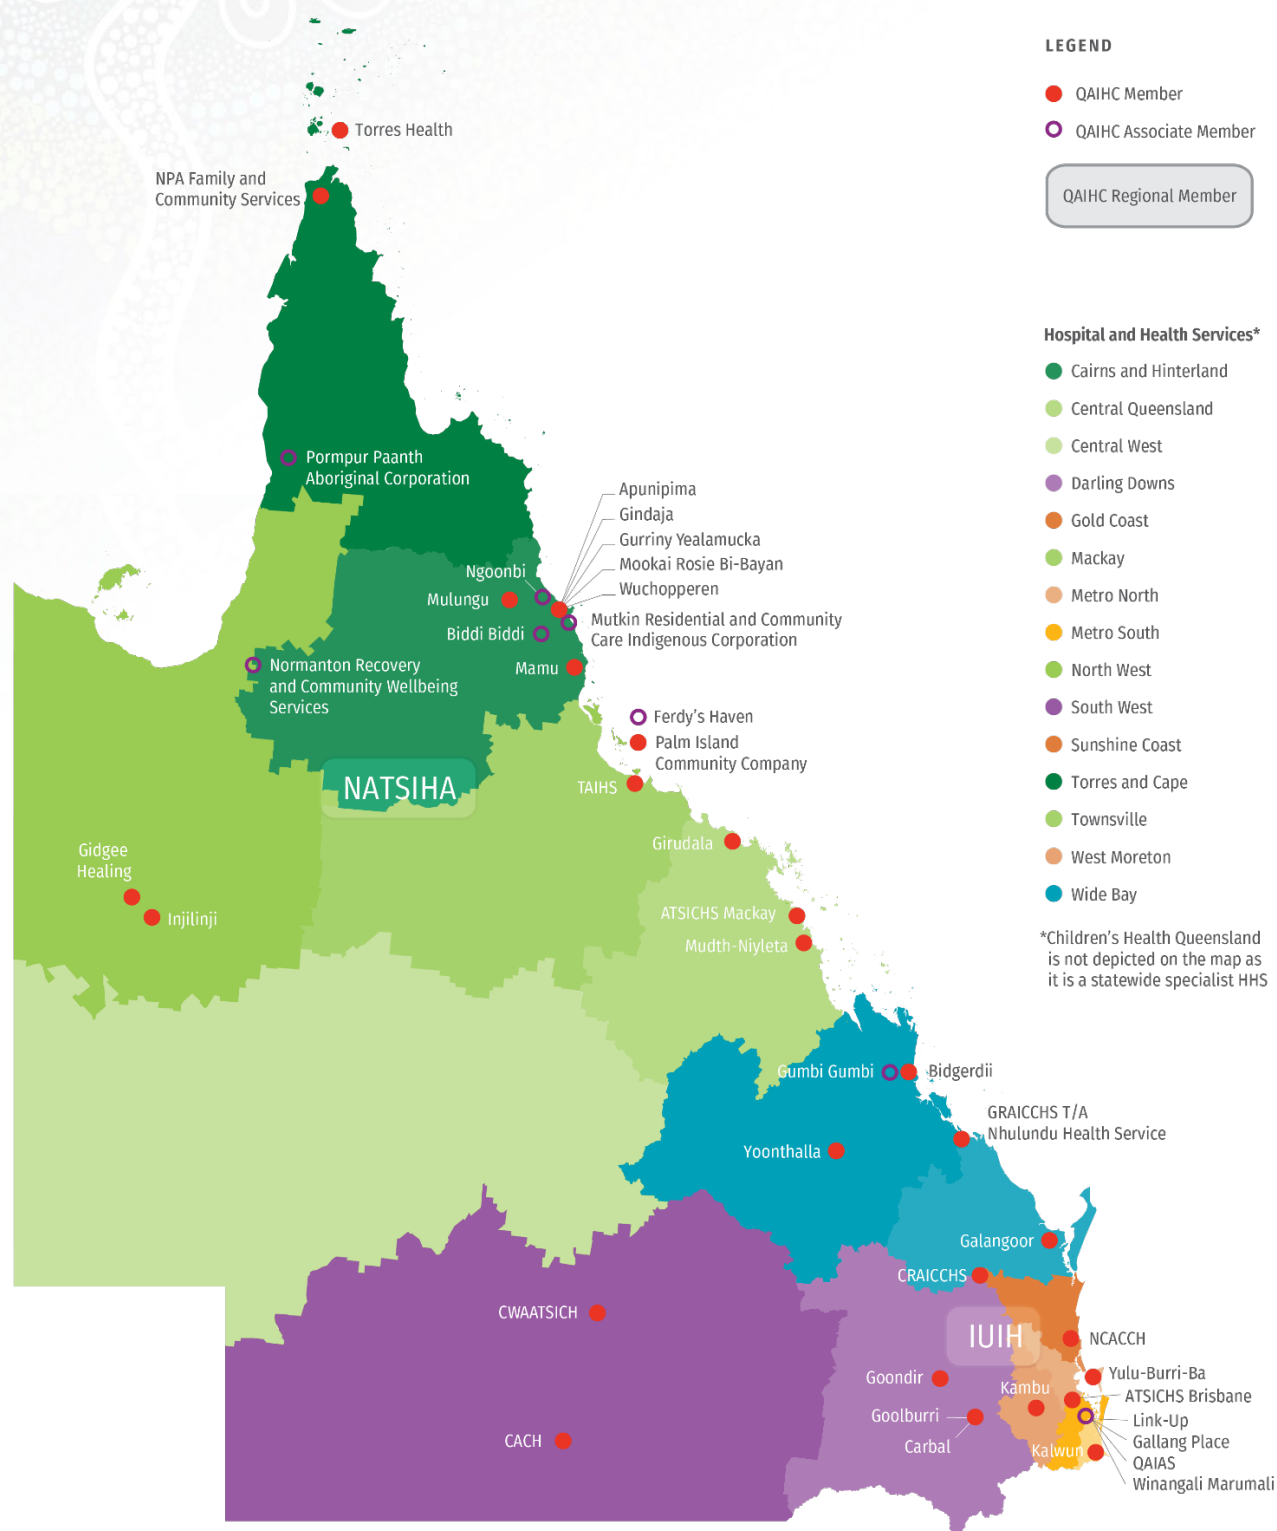 LEGEND
QAIHC Member
QAIHC Associate Member
QAIHC Regional Member
Hospital and Health Services*
Cairns and Hinterland
Central Queensland
Central West
Darling Downs
Gold Coast
Mackay
Metro North
Metro South
North West
South West
Sunshine Coast
Torres and Cape
Townsville
West Moreton
Wide Bay
*Children's Health Queensland
is not depicted on the map as
it is a statewide specialist HHS
Torres Health
NPA Family and
Community Services
Pormpur Paanth
Aboriginal Corporation
Apunipima
Gindaja
Gurriny Yealamucka
Mookai Rosie Bi-Bayan
Wuchopperen
Ngoonbi
Mulungu
Mutkin Residential and Community
Care Indigenous Corporation
Biddi Biddi
Mamu
Normanton Recovery
and Community Wellbeing
Services
Ferdy's Haven
Palm Island
Community Company
NATSIHA
TAIHS
Girudala
Gidgee
Healing
Injilinji
ATSICHS Mackay
Mudth-Niyleta
Gumbi Gumbi
Bidgerdii
GRAICCHS T/A
Nhulundu Health Service
Yoonthalla
Galangoor
CRAICCHS
CWAATSICH
IUIH
NCACCH
Goondir
Kambu
Yulu-Burri-Ba
ATSICHS Brisbane
Goolburri
Link-Up
Carbal
Gallang Place
CACH
Kalwun
QAIAS
Winangali Marumali